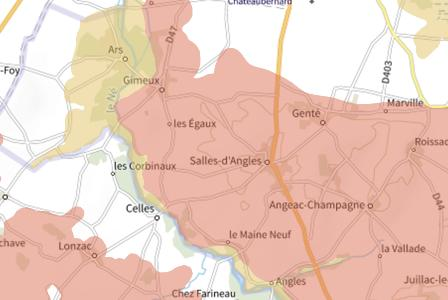 Châteaubernard
D47
-Foy
Ars
D403
Gimeux
le Né
Marville
Genté
les Égaux
Roissac
Salles-d'Angles
les Corbinaux
D44
Celles
Angeac-Champagne
le Maine Neuf
chave
Lonzac
la Vallade
Angles
Juillac-le-
Chez Farineau